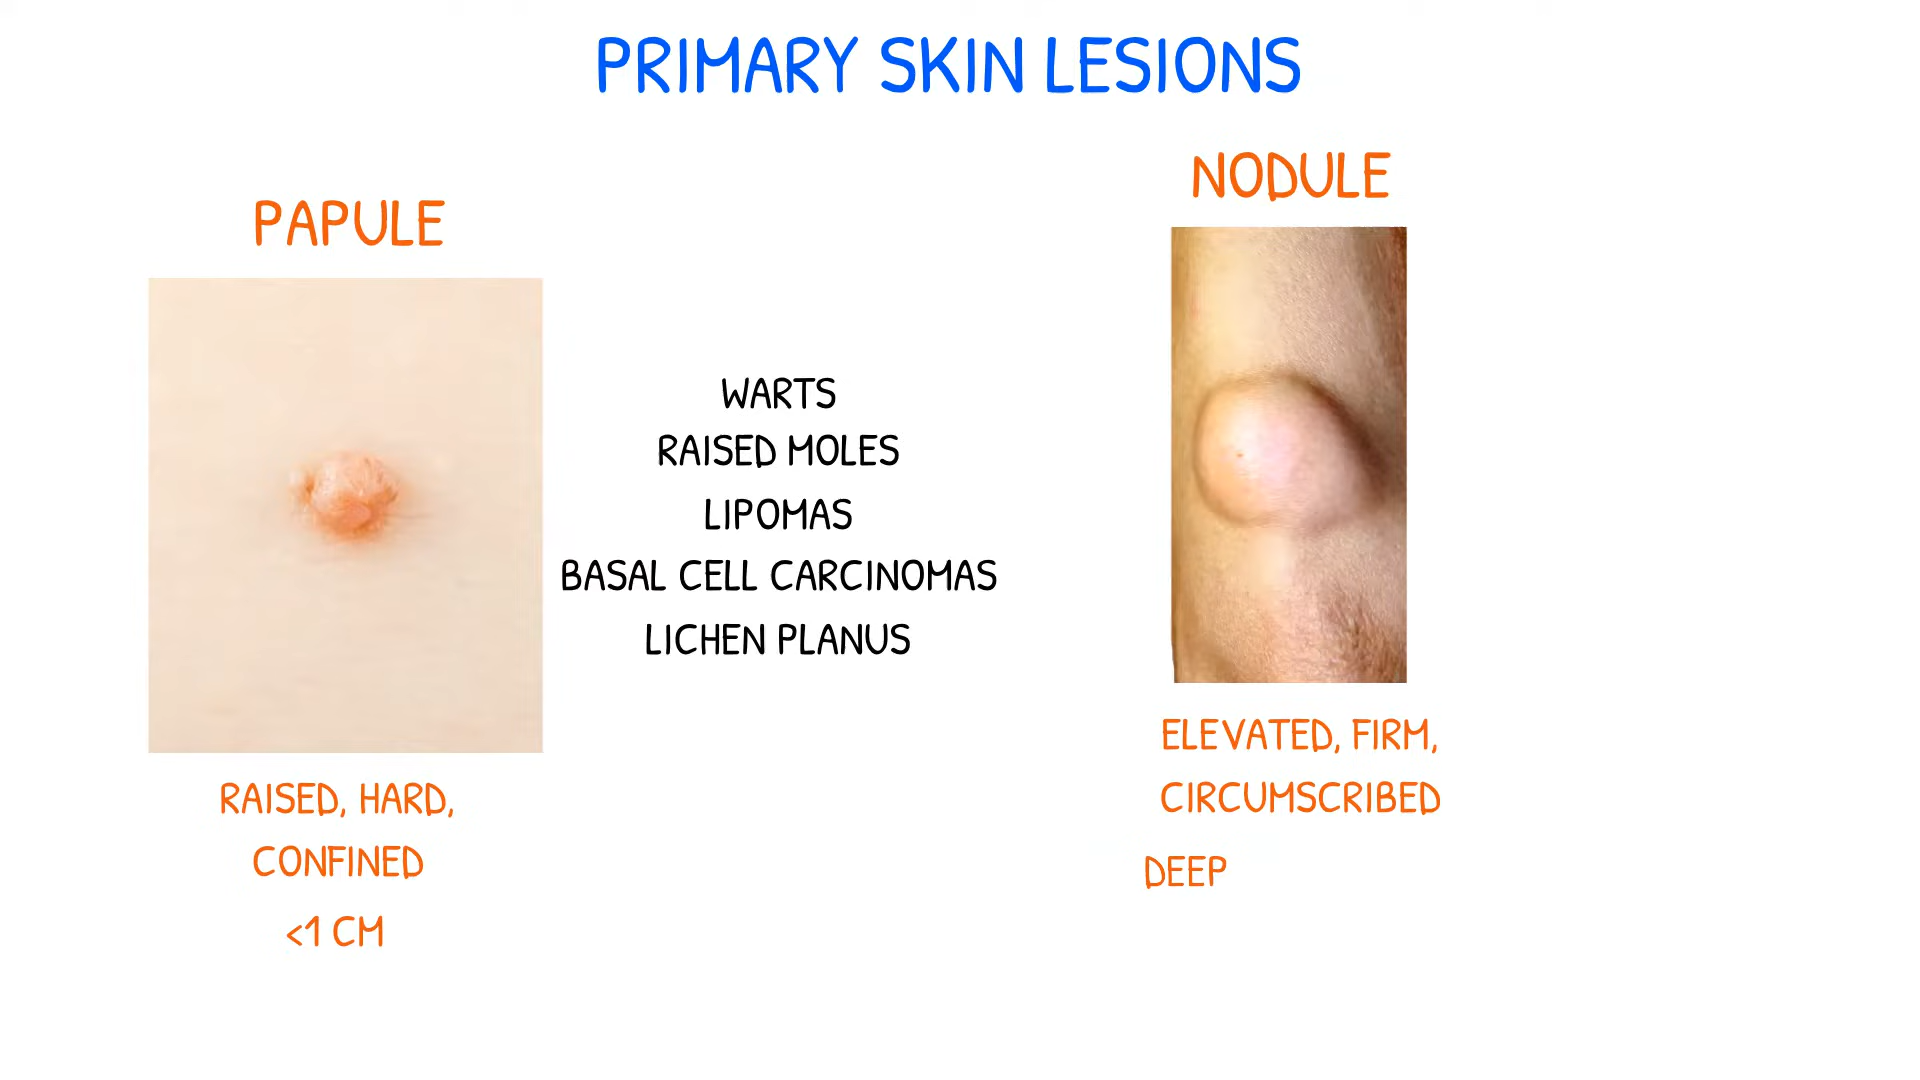 PRIMARY SKIN LESIONS
PAPULE
RAISED, HARD,
CONFINED
<1 CM
WARTS
RAISED MOLES
LIPOMAS
BASAL CELL CARCINOMAS
LICHEN PLANUS
NODULE
ELEVATED, FIRM,
CIRCUMSCRIBED
DEEP